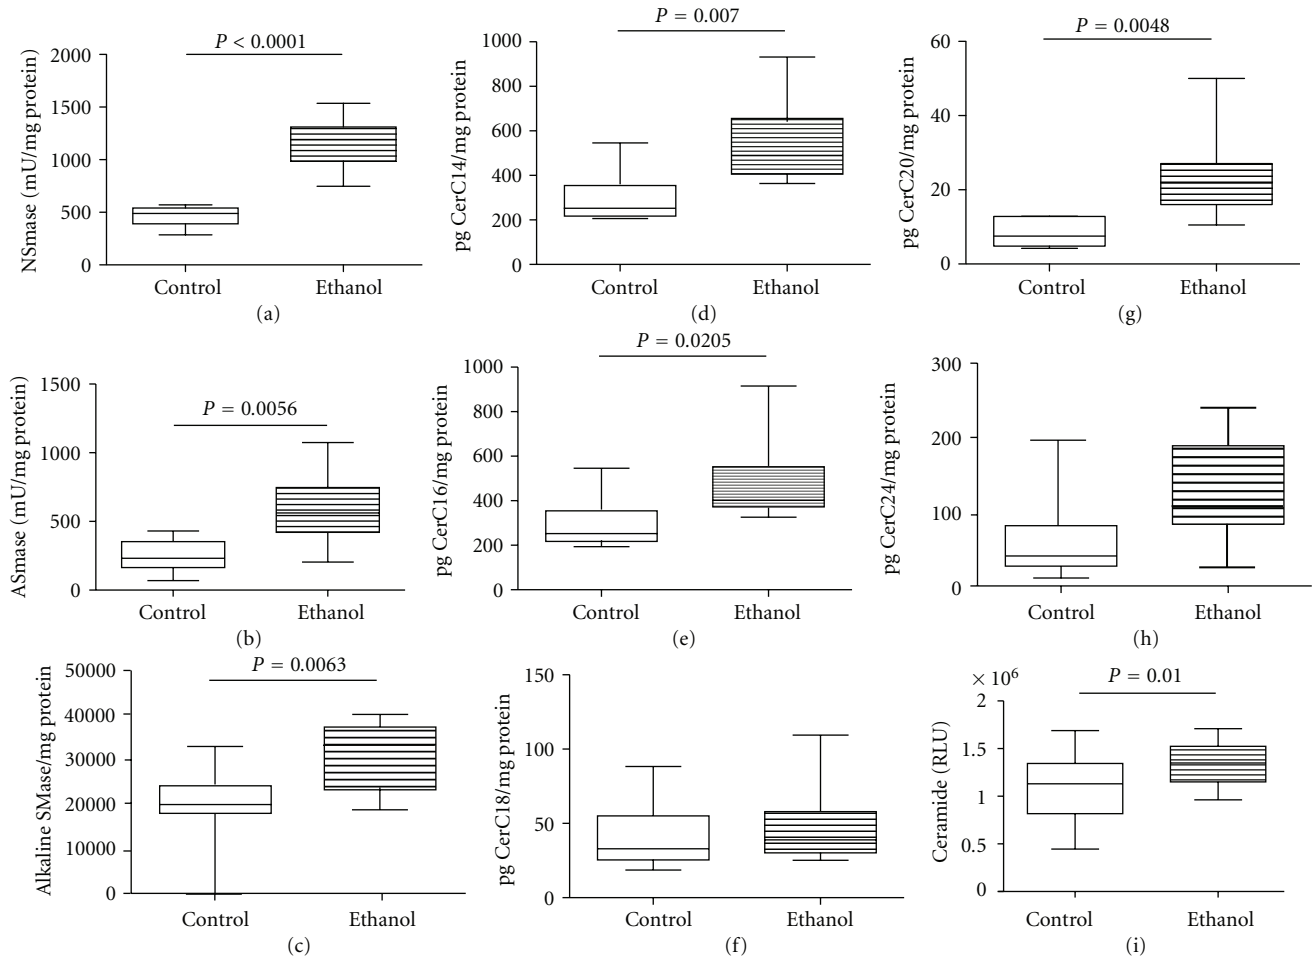 P < 0.0001
NSmase (mU/mg protein)
2000
1500
1000
500
0
Control
Ethanol
(a)
P = 0.007
pg CerC14/mg protein
1000
800
600
400
200
0
Control
Ethanol
(d)
P = 0.0048
pg CerC20/mg protein
60
40
20
0
Control
Ethanol
(g)
P = 0.0056
ASmase (mU/mg protein)
1500
1000
500
0
Control
Ethanol
(b)
P = 0.0205
pg CerC16/mg protein
1000
800
600
400
200
0
Control
Ethanol
(e)
pg CerC24/mg protein
300
200
100
0
Control
Ethanol
(h)
P = 0.0063
Alkaline SMase/mg protein
50000
40000
30000
20000
10000
0
Control
Ethanol
(c)
pg CerC18/mg protein
150
100
50
0
Control
Ethanol
(f)
× 10⁶
P = 0.01
Ceramide (RLU)
2
1.5
1
0.5
0
Control
Ethanol
(i)